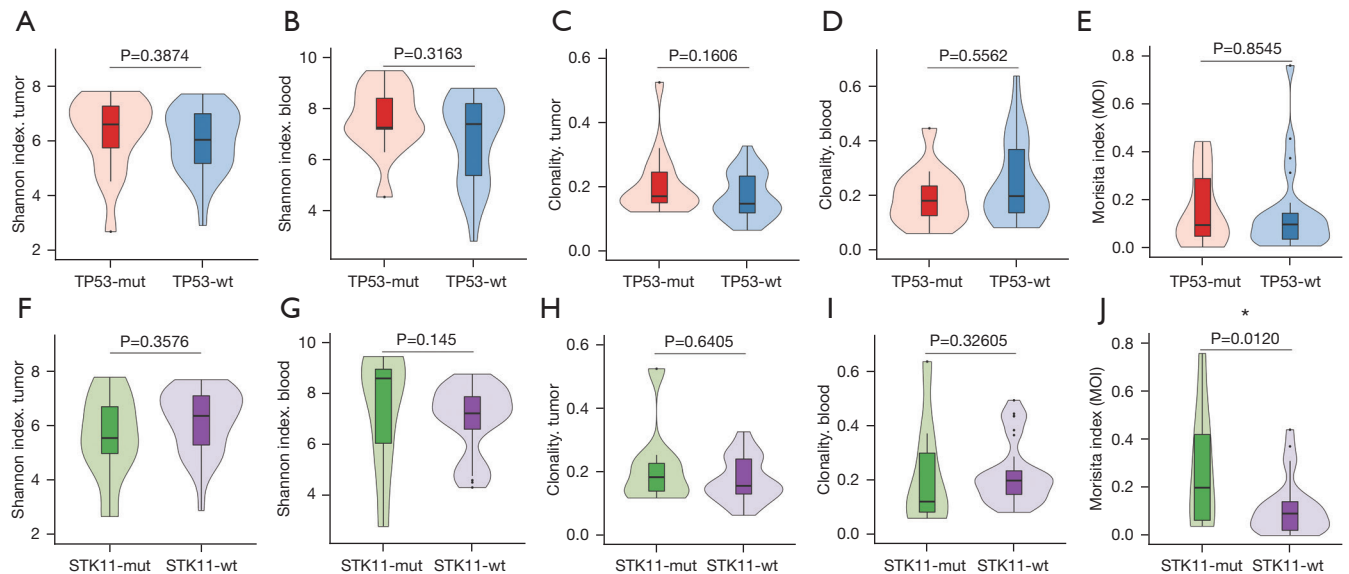 A
Shannon index. tumor
8
6
4
2
P=0.3874
TP53-mut TP53-wt
B
Shannon index. blood
10
8
6
4
P=0.3163
TP53-mut TP53-wt
C
Clonality. tumor
0.6
0.4
0.2
0.0
P=0.1606
TP53-mut TP53-wt
D
Clonality. blood
0.6
0.4
0.2
0.0
P=0.5562
TP53-mut TP53-wt
E
Morisita index (MOI)
0.8
0.6
0.4
0.2
0.0
P=0.8545
TP53-mut TP53-wt
F
Shannon index. tumor
8
6
4
2
P=0.3576
STK11-mut STK11-wt
G
Shannon index. blood
10
8
6
4
P=0.145
STK11-mut STK11-wt
H
Clonality. tumor
0.6
0.4
0.2
0.0
P=0.6405
STK11-mut STK11-wt
I
Clonality. blood
0.6
0.4
0.2
0.0
P=0.32605
STK11-mut STK11-wt
J
*
Morisita index (MOI)
0.8
0.6
0.4
0.2
0.0
P=0.0120
STK11-mut STK11-wt